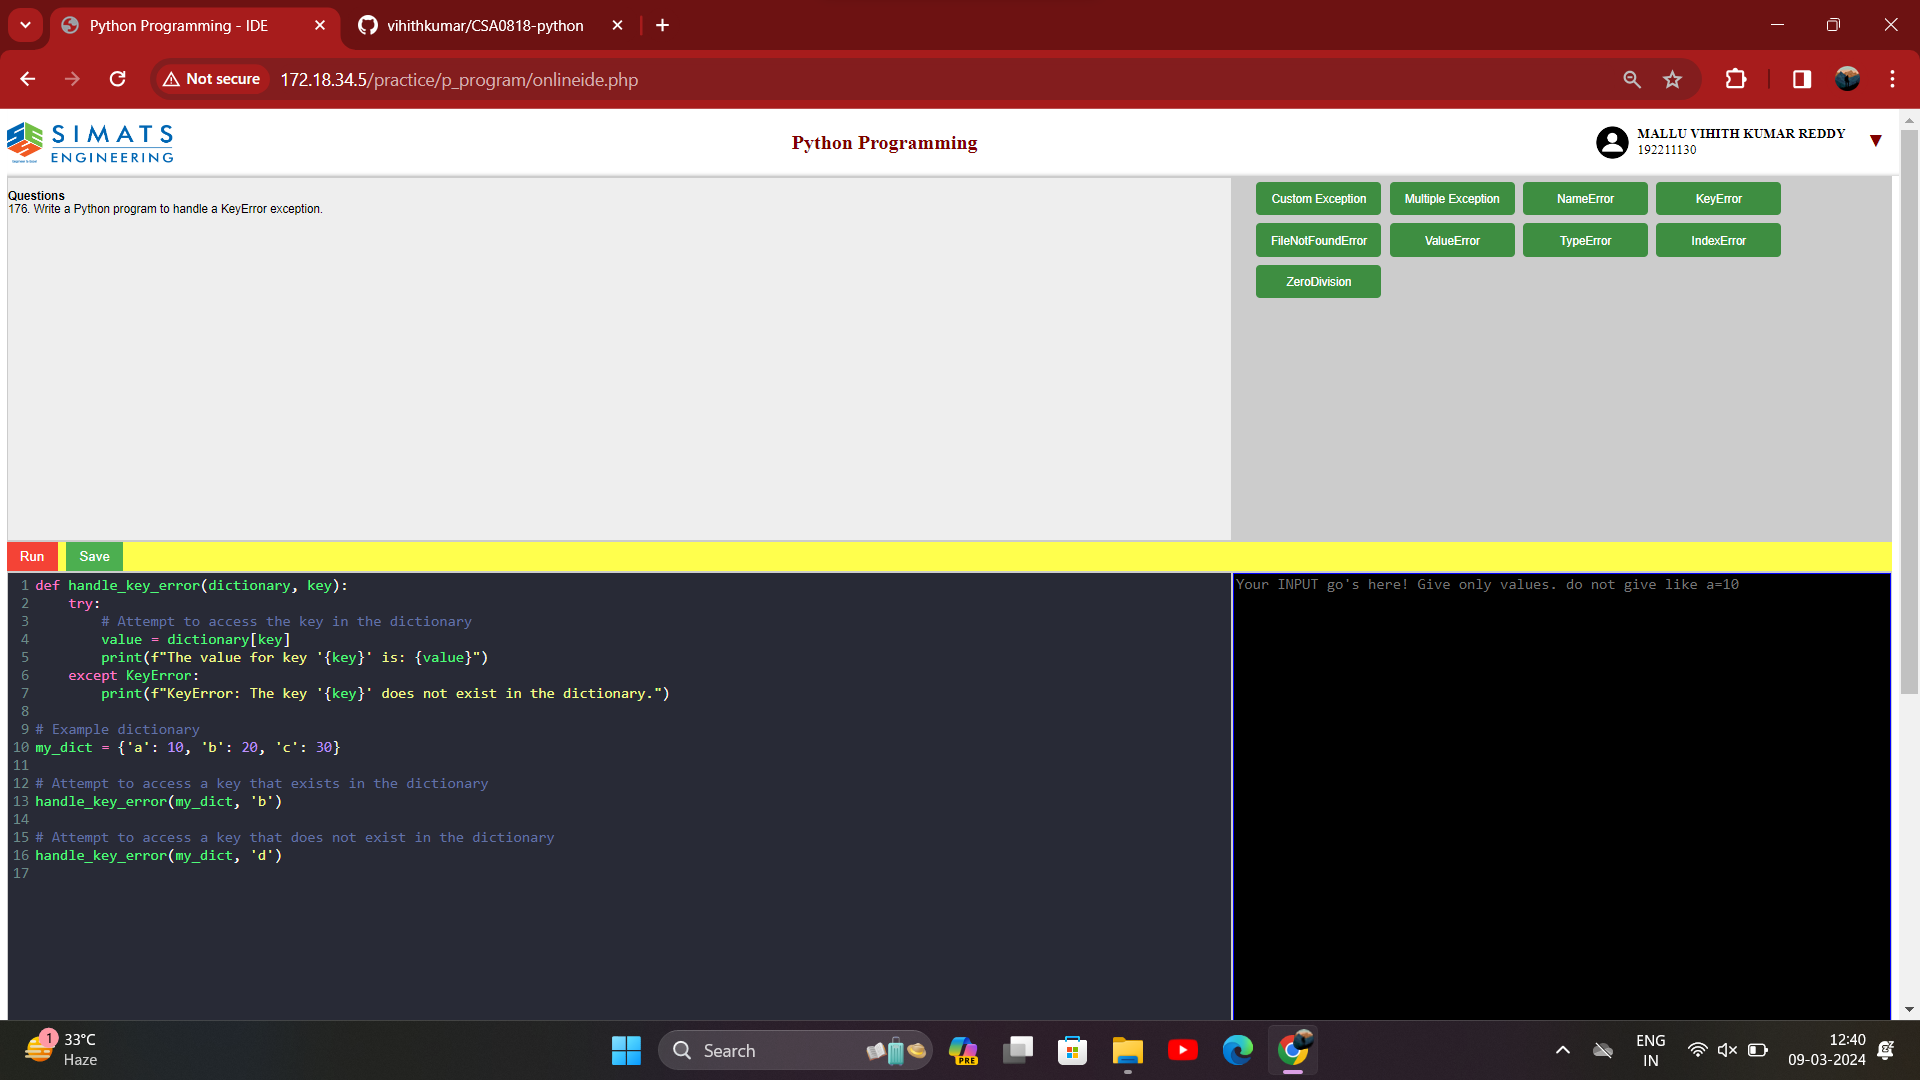 Python Programming - IDE
vihithkumar/CSA0818-python
Not secure
172.18.34.5/practice/p_program/onlineide.php
SIMATS
ENGINEERING
Python Programming
MALLU VIHITH KUMAR REDDY
192211130
Questions
176. Write a Python program to handle a KeyError exception.
Custom Exception
Multiple Exception
NameError
KeyError
FileNotFoundError
ValueError
TypeError
IndexError
ZeroDivision
Run
Save
1 def handle_key_error(dictionary, key):
2     try:
3         # Attempt to access the key in the dictionary
4         value = dictionary[key]
5         print(f"The value for key '{key}' is: {value}")
6     except KeyError:
7         print(f"KeyError: The key '{key}' does not exist in the dictionary.")
8
9 # Example dictionary
10 my_dict = {'a': 10, 'b': 20, 'c': 30}
11
12 # Attempt to access a key that exists in the dictionary
13 handle_key_error(my_dict, 'b')
14
15 # Attempt to access a key that does not exist in the dictionary
16 handle_key_error(my_dict, 'd')
17
Your INPUT go's here! Give only values. do not give like a=10
1
33°C
Haze
Search
PRE
ENG
IN
12:40
09-03-2024